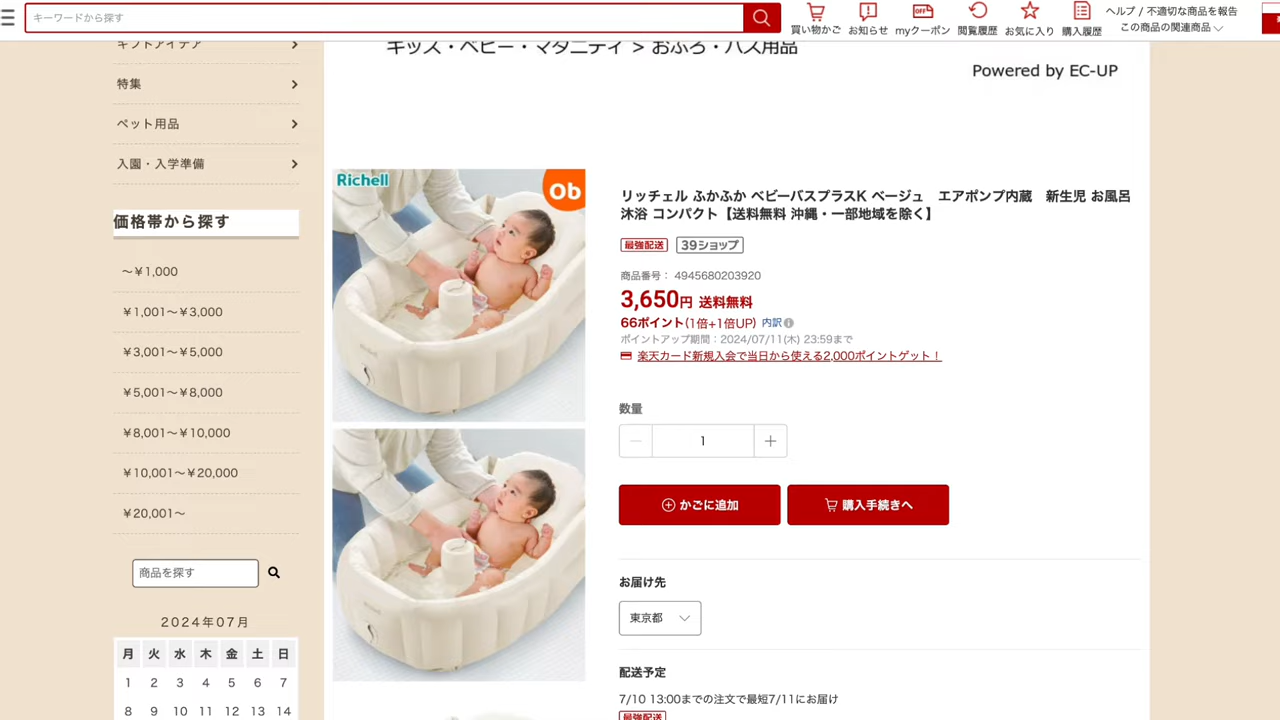 キーワードから探す
買い物かご
お知らせ
myクーポン
OFF
閲覧履歴
お気に入り
購入履歴
ヘルプ / 不適切な商品を報告
この商品の関連商品
ギフトアイデア
特集
ペット用品
入園・入学準備
価格帯から探す
～￥1,000
￥1,001～￥3,000
￥3,001～￥5,000
￥5,001～￥8,000
￥8,001～￥10,000
￥10,001～￥20,000
￥20,001～
商品を探す
2024年07月
月 火 水 木 金 土 日
1 2 3 4 5 6 7
8 9 10 11 12 13 14
キッズ・ベビー・マタニティ > おふろ・バス用品
Powered by EC-UP
Richell
Ob
Richell
Richell
リッチェル ふかふか ベビーバスプラスK ベージュ　エアポンプ内蔵　新生児 お風呂
沐浴 コンパクト【送料無料 沖縄・一部地域を除く】
最強配送 39ショップ
商品番号： 4945680203920
3,650円 送料無料
66ポイント(1倍+1倍UP) 内訳
ポイントアップ期間：2024/07/11(木) 23:59まで
楽天カード新規入会で当日から使える2,000ポイントゲット！
数量
1
かごに追加
購入手続きへ
お届け先
東京都
配送予定
7/10 13:00までの注文で最短7/11にお届け
最強配送